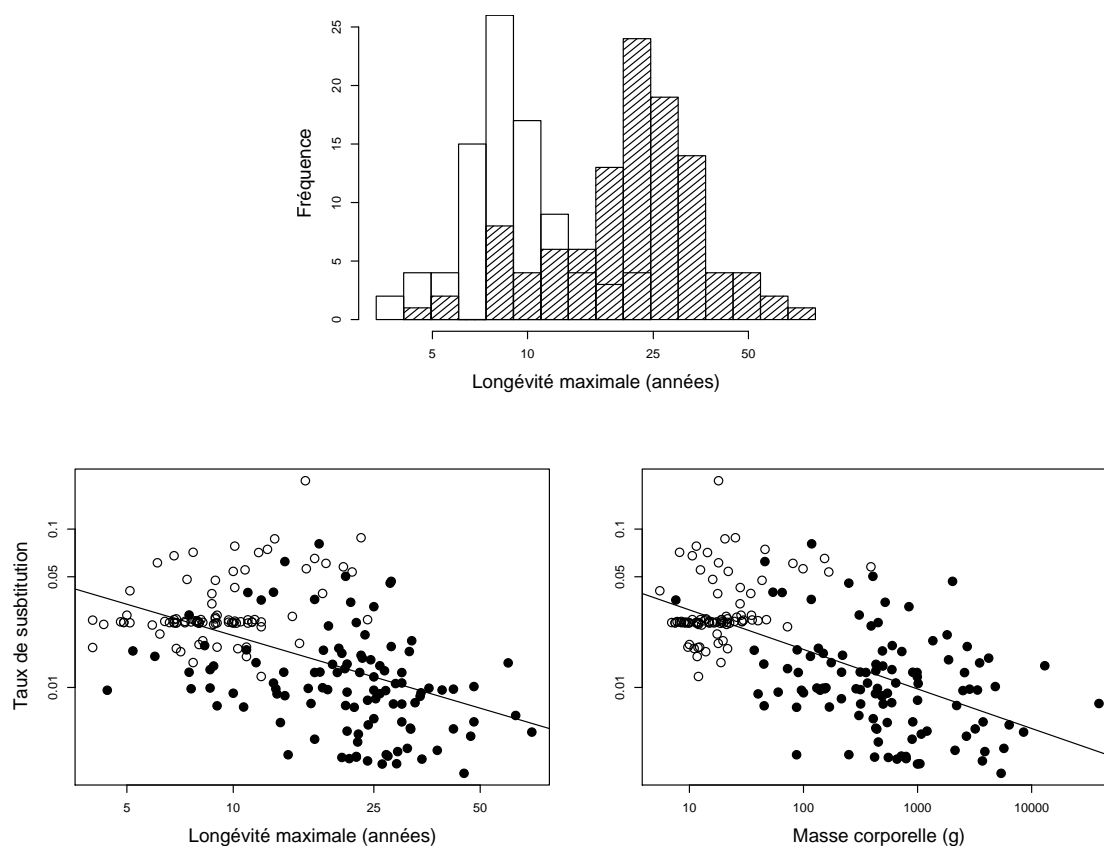 25
20
15
10
5
0
Fréquence
5 10 25 50
Longévité maximale (années)
0.1
0.05
0.01
Taux de susbtitution
5 10 25 50
Longévité maximale (années)
0.1
0.05
0.01
10 100 1000 10000
Masse corporelle (g)